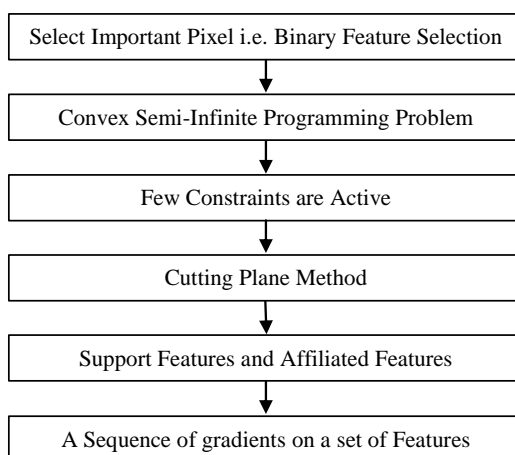 Select Important Pixel i.e. Binary Feature Selection
Convex Semi-Infinite Programming Problem
Few Constraints are Active
Cutting Plane Method
Support Features and Affiliated Features
A Sequence of gradients on a set of Features